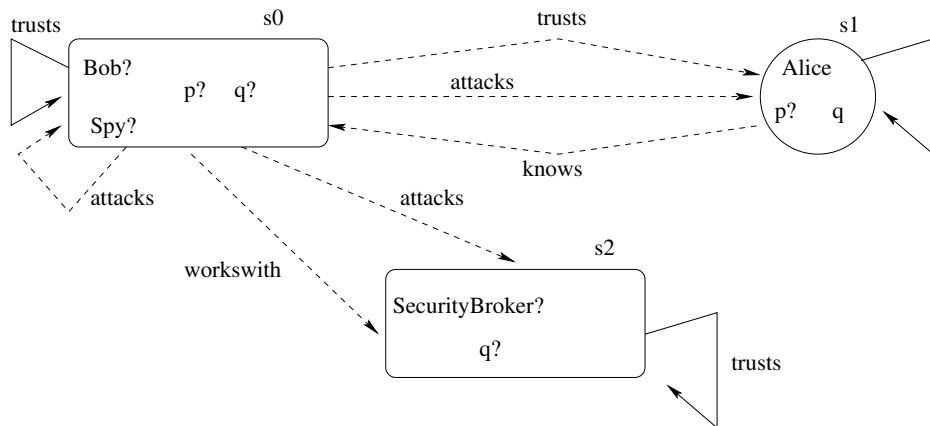 s0
s1
trusts
trusts
Bob?
Alice
p? q?
attacks
p? q
Spy?
knows
attacks
attacks
s2
workswith
SecurityBroker?
q?
trusts